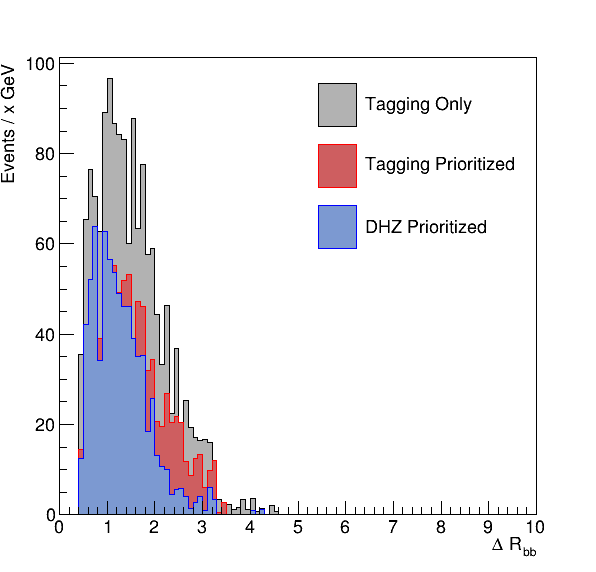 Events / x GeV
100
80
60
40
20
0
Tagging Only
Tagging Prioritized
DHZ Prioritized
0 1 2 3 4 5 6 7 8 9 10
Δ R_bb